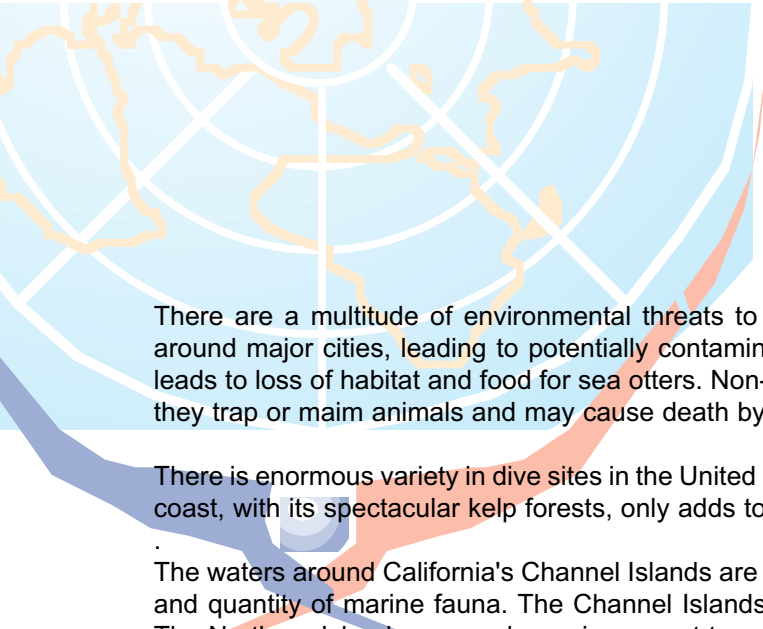 There are a multitude of environmental threats to
around major cities, leading to potentially
leads to loss of habitat and food for sea otters.
they trap or maim animals and may cause death by
There is enormous variety in dive sites in the United
coast, with its spectacular kelp forests, only adds to
.
The waters around California's Channel Islands are
and quantity of marine fauna. The Channel Islands